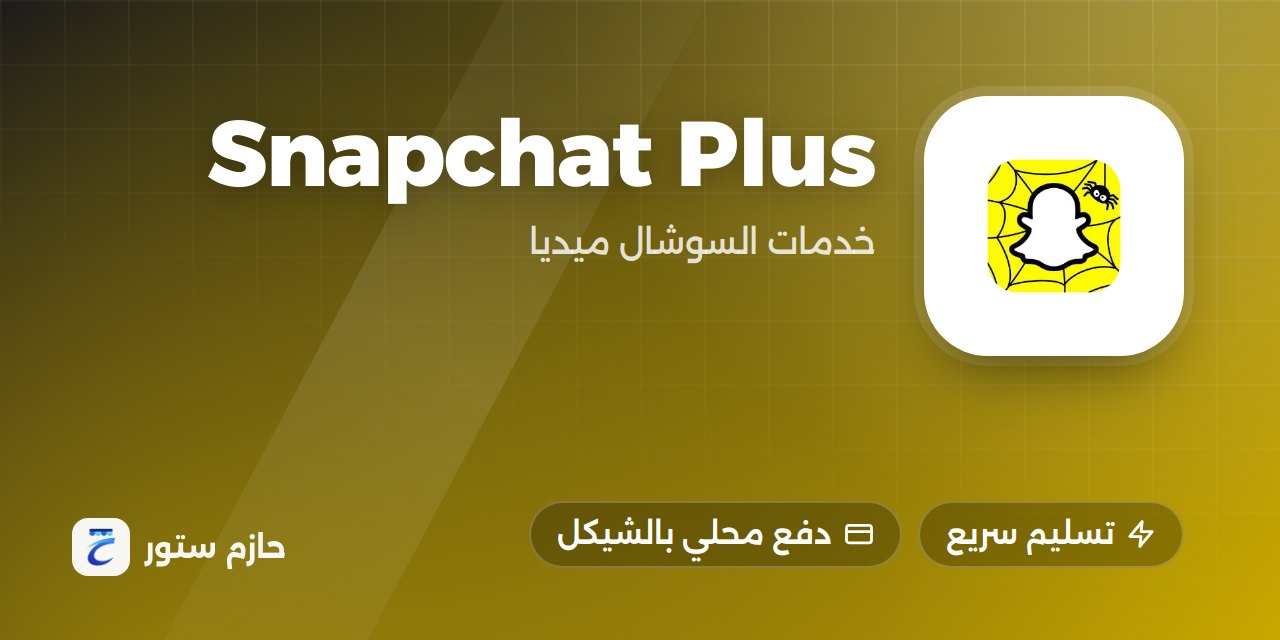 Snapchat Plus
خدمات السوشال ميديا
تسليم سريع
دفع محلي بالشيكل
حازم ستور